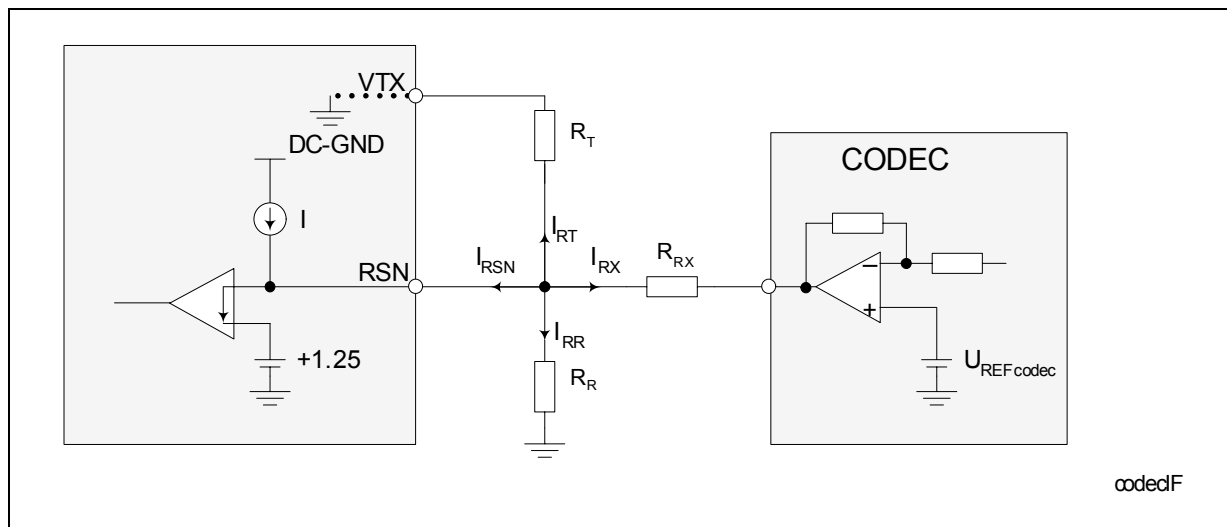 VTX
DC-GND
I
RSN
+1.25
R_T
I_RT
I_RSN
I_RX
R_RX
I_RR
R_R
CODEC
−
+
U_REFcodec
codecIF